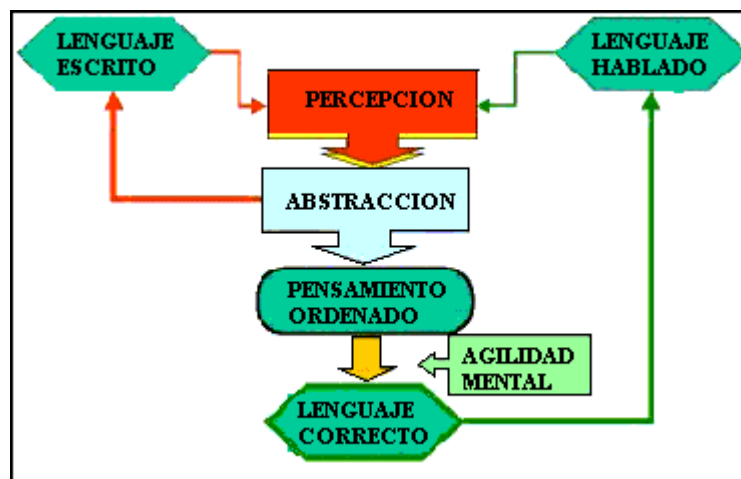 LENGUAJE
ESCRITO
LENGUAJE
HABLADO
PERCEPCION
ABSTRACCION
PENSAMIENTO
ORDENADO
AGILIDAD
MENTAL
LENGUAJE
CORRECTO